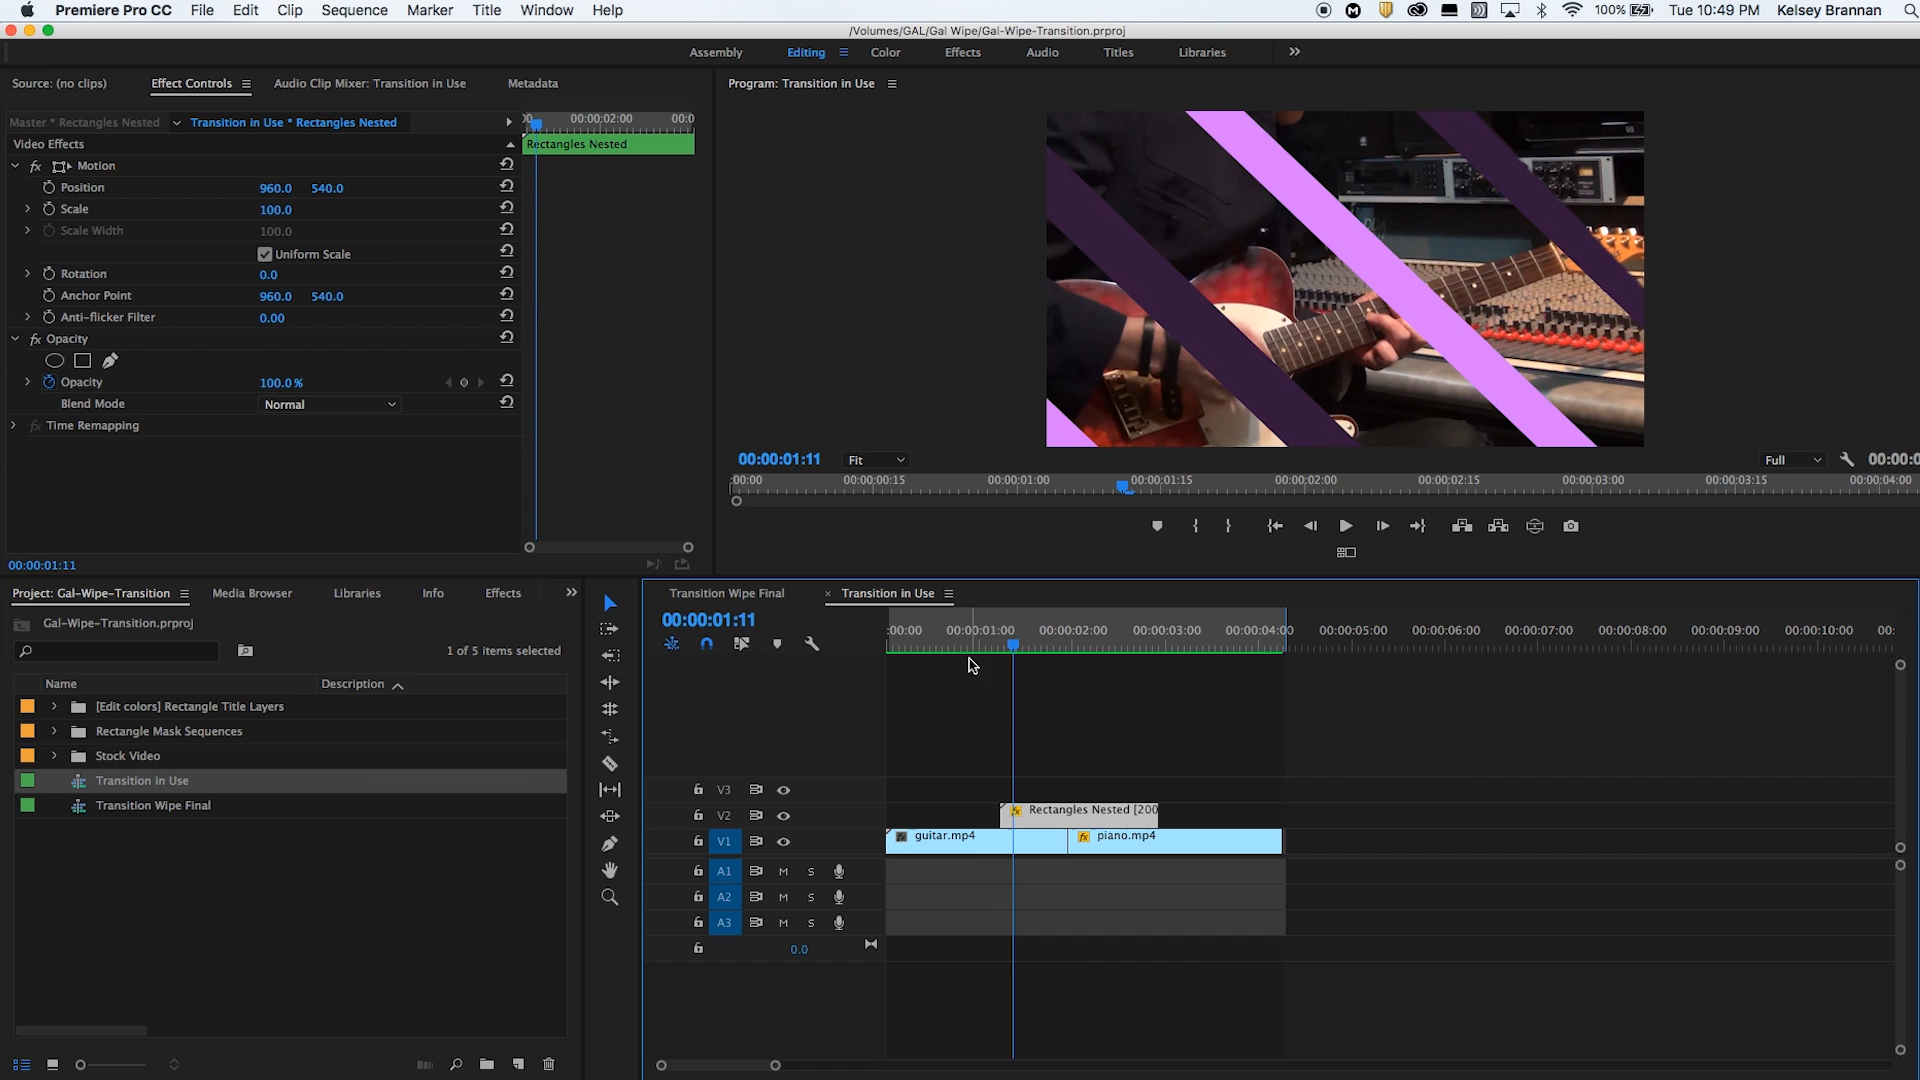 Premiere Pro CC File Edit Clip Sequence Marker Title Window Help 100% Tue 10:49 PM Kelsey Brannan
/Volumes/GAL/Gal Wipe/Gal-Wipe-Transition.prproj
Assembly Editing Color Effects Audio Titles Libraries
Source: (no clips) Effect Controls Audio Clip Mixer: Transition in Use Metadata
Program: Transition in Use
Master * Rectangles Nested Transition in Use * Rectangles Nested
00:00:02:00 00:0
Video Effects
Rectangles Nested
fx Motion
Position 960.0 540.0
Scale 100.0
Scale Width 100.0
Uniform Scale
Rotation 0.0
Anchor Point 960.0 540.0
Anti-flicker Filter 0.00
fx Opacity
Opacity 100.0 %
Blend Mode Normal
fx Time Remapping
00:00:01:11
00:00:01:11 Fit Full 00:00:0
:00:00 00:00:00:15 00:00:01:00 00:00:01:15 00:00:02:00 00:00:02:15 00:00:03:00 00:00:03:15 00:00:04:00
Project: Gal-Wipe-Transition Media Browser Libraries Info Effects
Gal-Wipe-Transition.prproj
1 of 5 items selected
Name Description
[Edit colors] Rectangle Title Layers
Rectangle Mask Sequences
Stock Video
Transition in Use
Transition Wipe Final
Transition Wipe Final × Transition in Use
00:00:01:11
:00:00 00:00:01:00 00:00:02:00 00:00:03:00 00:00:04:00 00:00:05:00 00:00:06:00 00:00:07:00 00:00:08:00 00:00:09:00 00:00:10:00 00:
V3
V2 fx Rectangles Nested [200
V1 fx guitar.mp4 fx piano.mp4
A1 M S
A2 M S
A3 M S
0.0